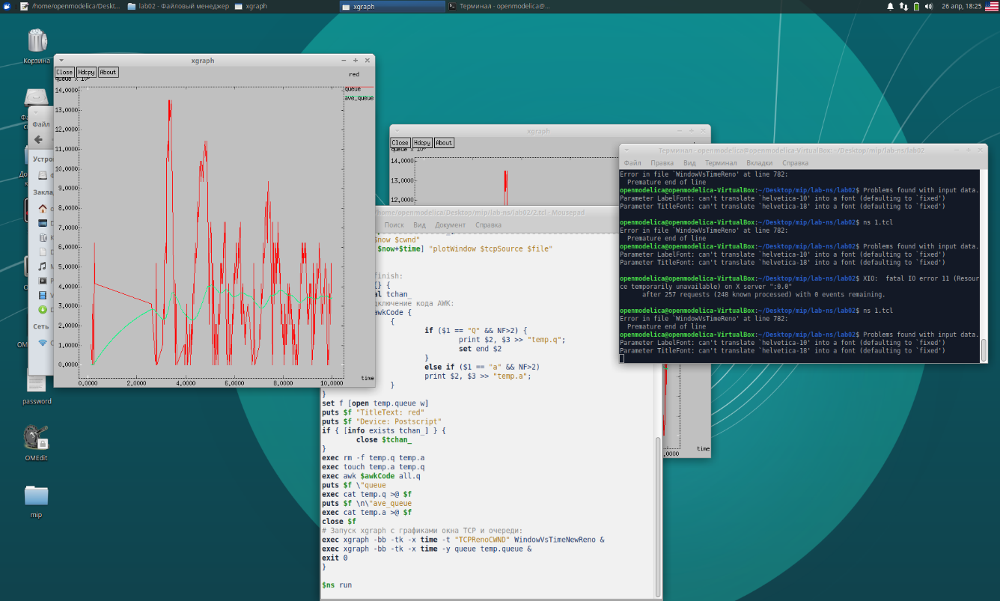 /home/openmodelica/Deskt...
lab02 - Файловый менеджер
xgraph
xgraph
Терминал - openmodelica@...
26 апр, 18:25
Корзина
password
OMEdit
mip
Файл
Закла
Сеть
xgraph
Close
Hdcpy
About
red
queue
ave_queue
14,0000
13,0000
12,0000
11,0000
10,0000
9,0000
8,0000
7,0000
6,0000
5,0000
4,0000
3,0000
2,0000
1,0000
0,0000
0,0000
2,0000
4,0000
6,0000
8,0000
10,0000
time
xgraph
Close
Hdcpy
About
14,0000
13,0000
12,0000
time
/home/openmodelica/Desktop/mip/lab-ns/lab02/2.tcl - Mousepad
Поиск
Вид
Документ
Справка
$now $cwnd"
$now+$time] "plotWindow $tcpSource $file"
finish:
{} {
al tchan_
дключение кода AWK:
awkCode {
{
if ($1 == "Q" && NF>2) {
print $2, $3 >> "temp.q";
set end $2
}
else if ($1 == "a" && NF>2)
print $2, $3 >> "temp.a";
}
}
set f [open temp.queue w]
puts $f "TitleText: red"
puts $f "Device: Postscript"
if { [info exists tchan_] } {
close $tchan_
}
exec rm -f temp.q temp.a
exec touch temp.a temp.q
exec awk $awkCode all.q
puts $f \"queue
exec cat temp.q >@ $f
puts $f \n\"ave_queue
exec cat temp.a >@ $f
close $f
# Запуск xgraph с графиками окна TCP и очереди:
exec xgraph -bb -tk -x time -t "TCPRenoCWND" WindowVsTimeNewReno &
exec xgraph -bb -tk -x time -y queue temp.queue &
exit 0
}
$ns run
Терминал - openmodelica@openmodelica-VirtualBox: ~/Desktop/mip/lab-ns/lab02
Файл
Правка
Вид
Терминал
Вкладки
Справка
Error in file `WindowVsTimeReno' at line 782:
Premature end of line
openmodelica@openmodelica-VirtualBox:~/Desktop/mip/lab-ns/lab02$ Problems found with input data.
Parameter LabelFont: can't translate `helvetica-10' into a font (defaulting to `fixed')
Parameter TitleFont: can't translate `helvetica-18' into a font (defaulting to `fixed')
openmodelica@openmodelica-VirtualBox:~/Desktop/mip/lab-ns/lab02$ ns 1.tcl
Error in file `WindowVsTimeReno' at line 782:
Premature end of line
openmodelica@openmodelica-VirtualBox:~/Desktop/mip/lab-ns/lab02$ Problems found with input data.
Parameter LabelFont: can't translate `helvetica-10' into a font (defaulting to `fixed')
Parameter TitleFont: can't translate `helvetica-18' into a font (defaulting to `fixed')
openmodelica@openmodelica-VirtualBox:~/Desktop/mip/lab-ns/lab02$ XIO:  fatal IO error 11 (Resour
ce temporarily unavailable) on X server ":0.0"
after 257 requests (248 known processed) with 0 events remaining.
openmodelica@openmodelica-VirtualBox:~/Desktop/mip/lab-ns/lab02$ ns 1.tcl
Error in file `WindowVsTimeReno' at line 782:
Premature end of line
openmodelica@openmodelica-VirtualBox:~/Desktop/mip/lab-ns/lab02$ Problems found with input data.
Parameter LabelFont: can't translate `helvetica-10' into a font (defaulting to `fixed')
Parameter TitleFont: can't translate `helvetica-18' into a font (defaulting to `fixed')